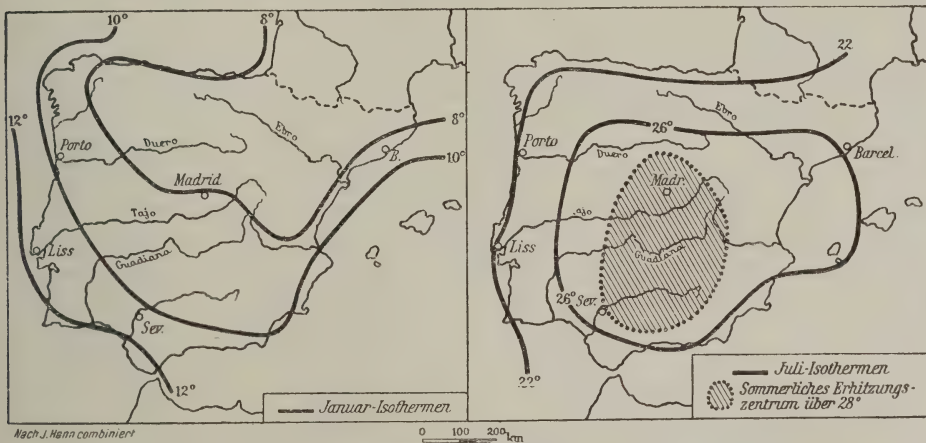 10°
8°
12°
Porto
Duero
Ebro
B.
8°
10°
Madrid
Tajo
Liss
Guadiana
Sev.
12°
Januar-Isothermen
Nach J. Hann combiniert
0 100 200 km
22
26°
Ebro
Porto
Duero
Barcel.
Madr.
Tajo
Liss
Guadiana
26°
Sev.
22°
Juli-Isothermen
Sommerliches Erhitzungs-
zentrum über 28°